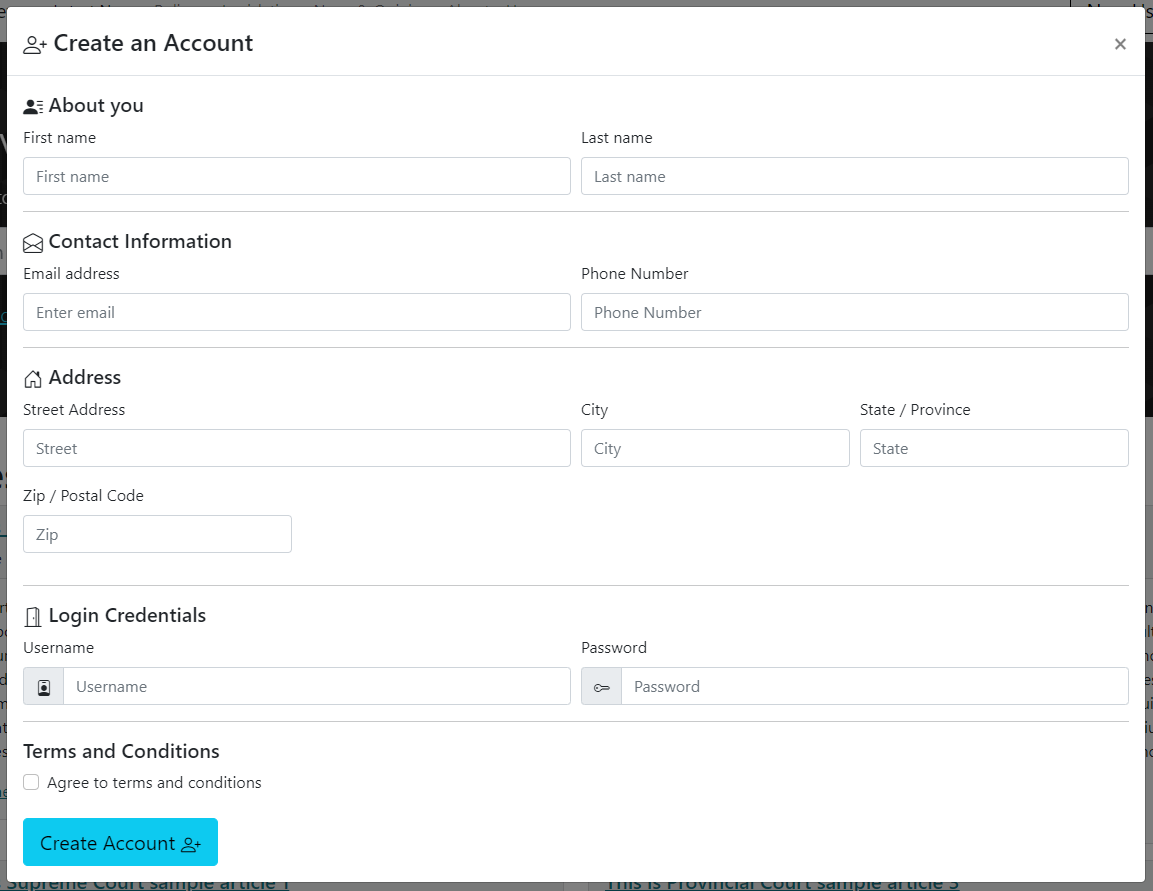 Create an Account
×
About you
First name
Last name
First name
Last name
Contact Information
Email address
Phone Number
Enter email
Phone Number
Address
Street Address
City
State / Province
Street
City
State
Zip / Postal Code
Zip
Login Credentials
Username
Password
Username
Password
Terms and Conditions
Agree to terms and conditions
Create Account
Supreme Court sample article 1
This is Provincial Court sample article 3